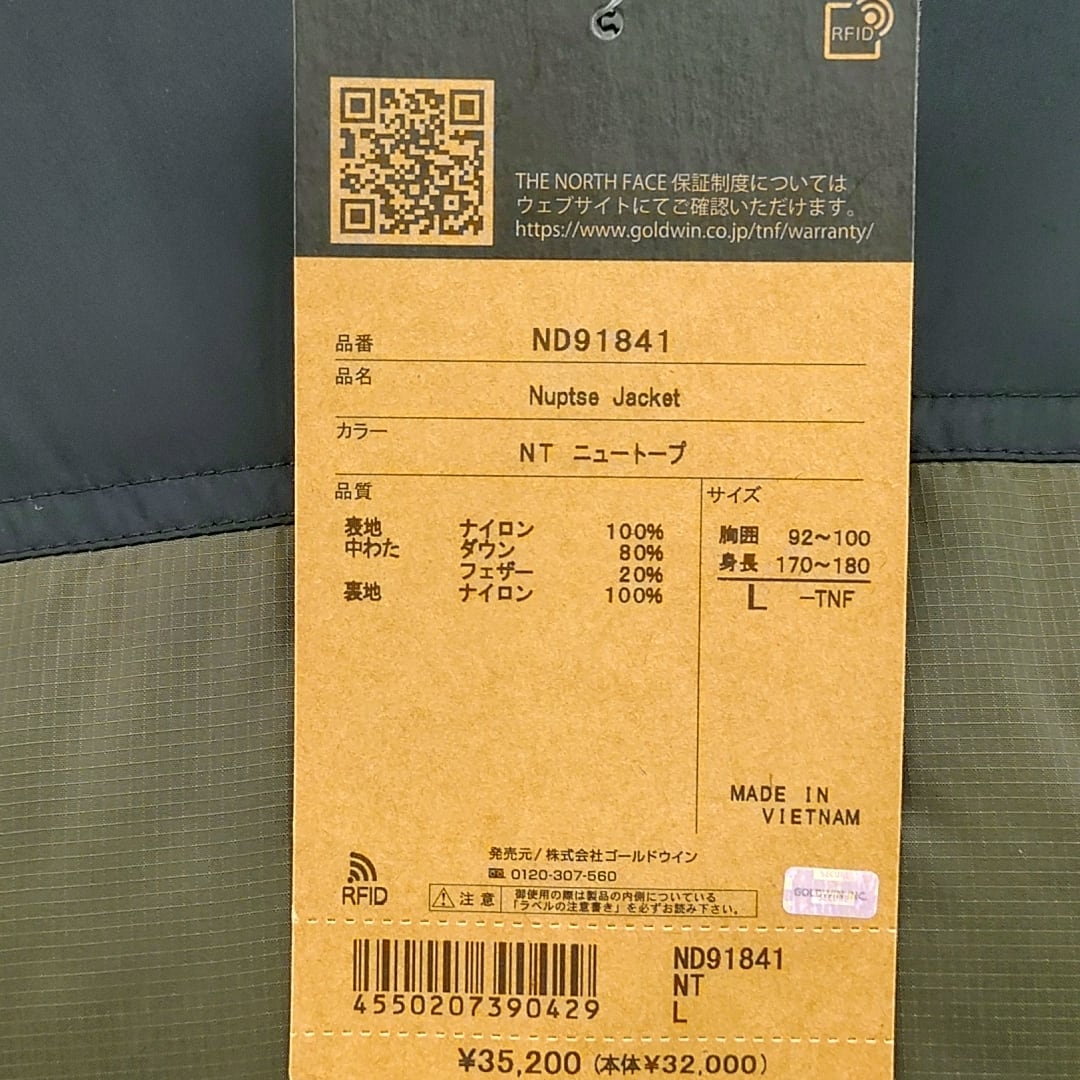 RFID
THE NORTH FACE 保証制度については
ウェブサイトにてご確認いただけます。
https://www.goldwin.co.jp/tnf/warranty/
品番 ND91841
品名 Nuptse Jacket
カラー NT ニュートープ
品質
表地 ナイロン 100%
中わた ダウン 80%
フェザー 20%
裏地 ナイロン 100%
サイズ
胸囲 92～100
身長 170～180
L －TNF
MADE IN
VIETNAM
発売元/株式会社ゴールドウイン
0120-307-560
RFID
注意
御使用の際は製品の内側についている
「ラベルの注意書き」を必ずお読み下さい。
GOLDWIN INC.
4550207390429
ND91841
NT
L
¥35,200 (本体¥32,000)